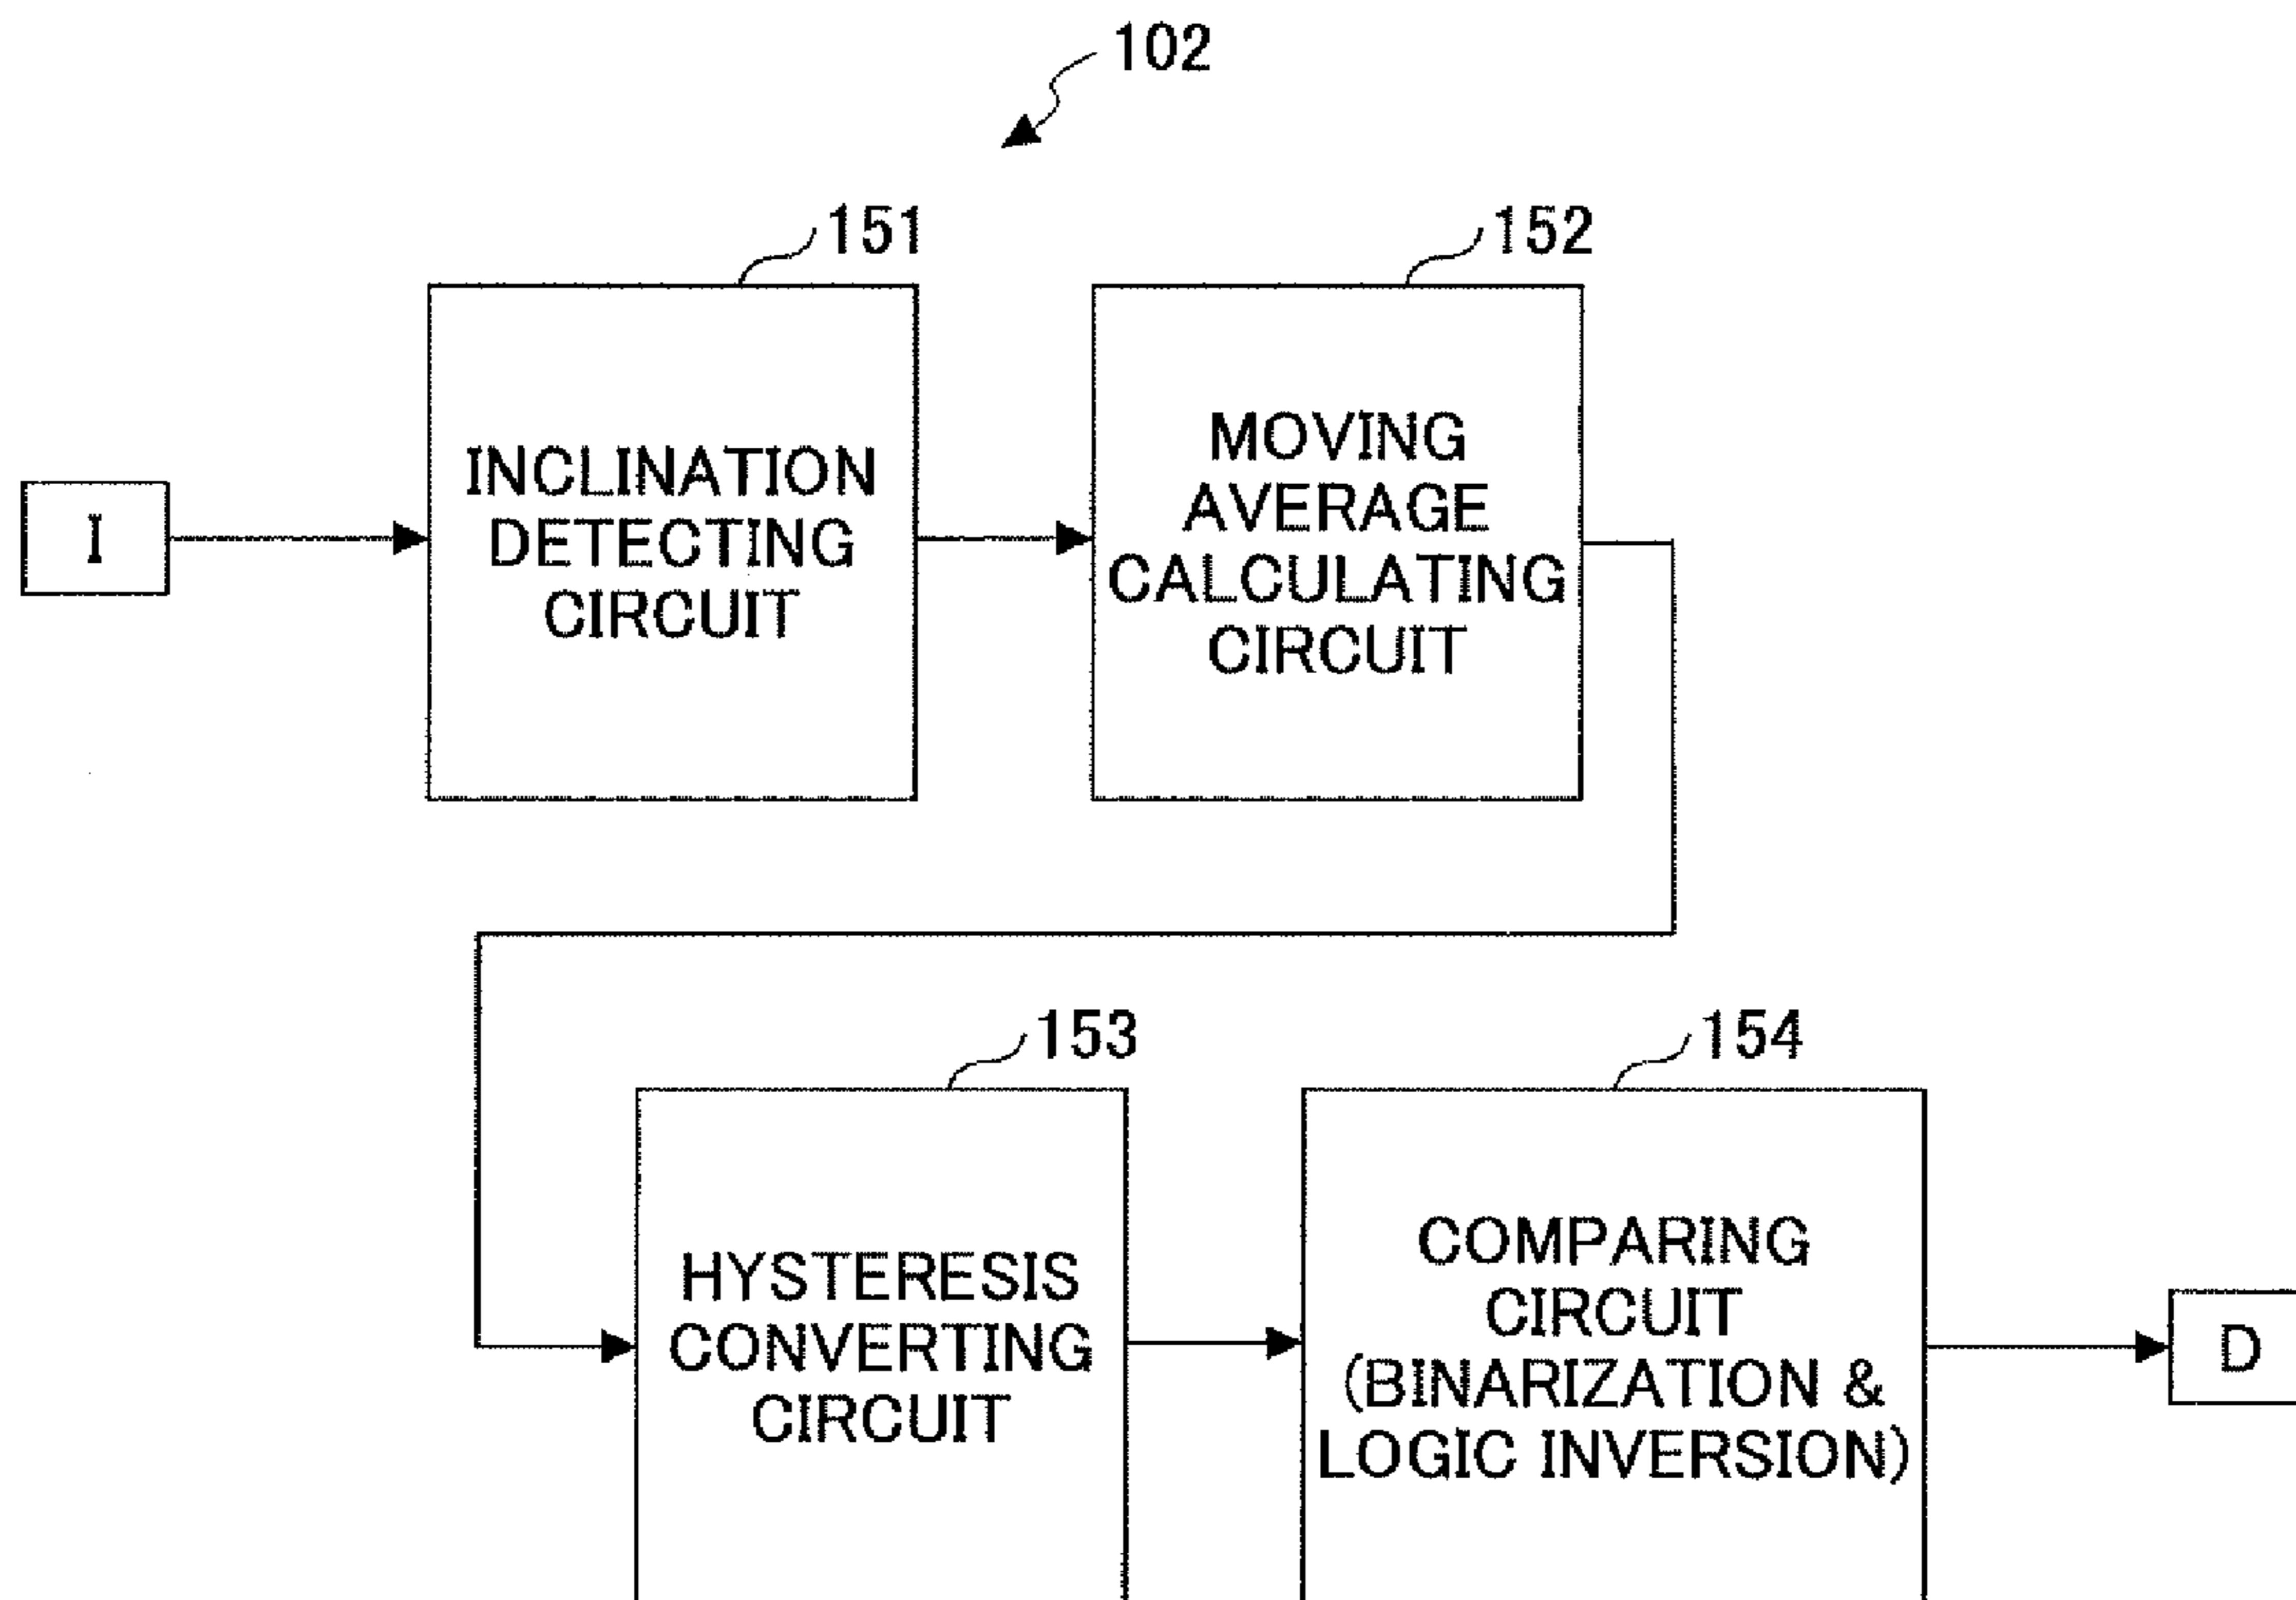 102
151
152
I
INCLINATION
DETECTING
CIRCUIT
MOVING
AVERAGE
CALCULATING
CIRCUIT
153
154
HYSTERESIS
CONVERTING
CIRCUIT
COMPARING
CIRCUIT
(BINARIZATION &
LOGIC INVERSION)
D